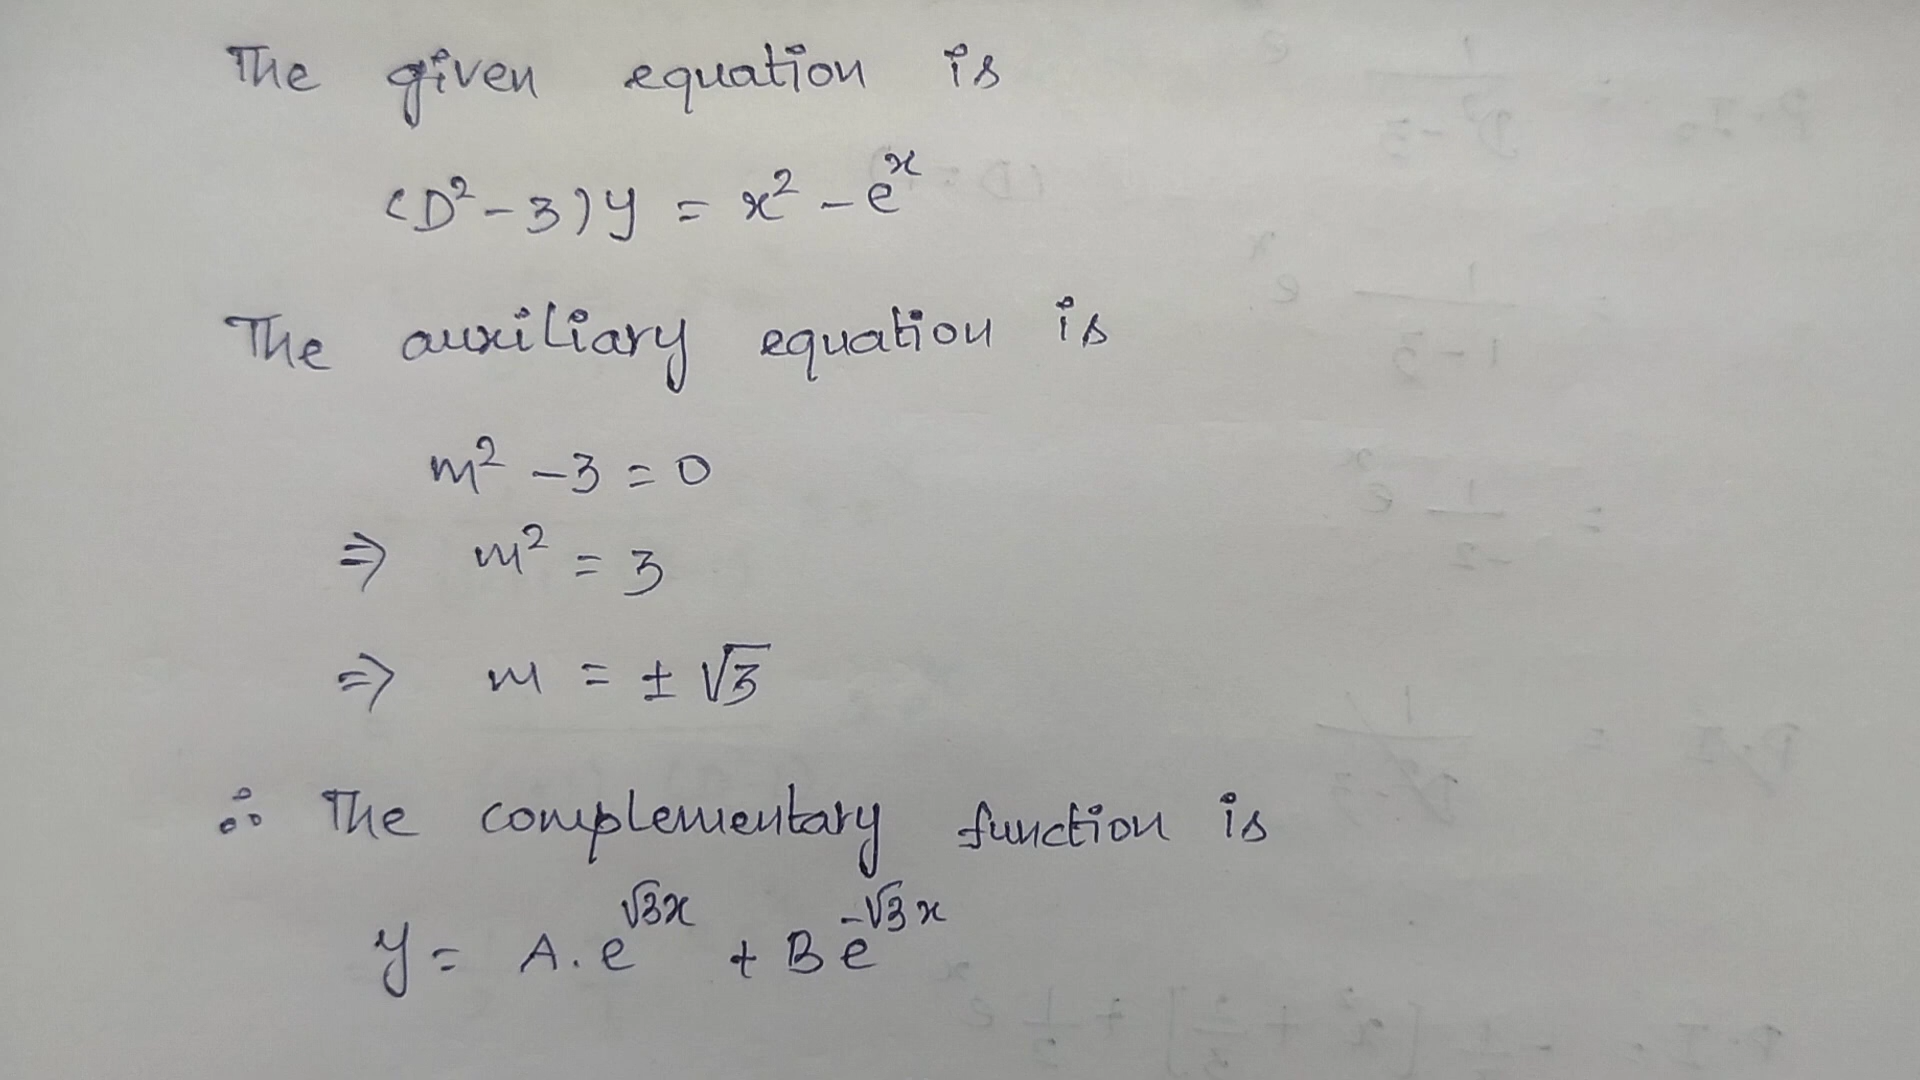 The given equation is
(D² - 3) y = x² - eˣ
The auxiliary equation is
m² - 3 = 0
⇒ m² = 3
⇒ m = ± √3
∴ The complementary function is
y = A.e^{√3x} + Be^{-√3x}